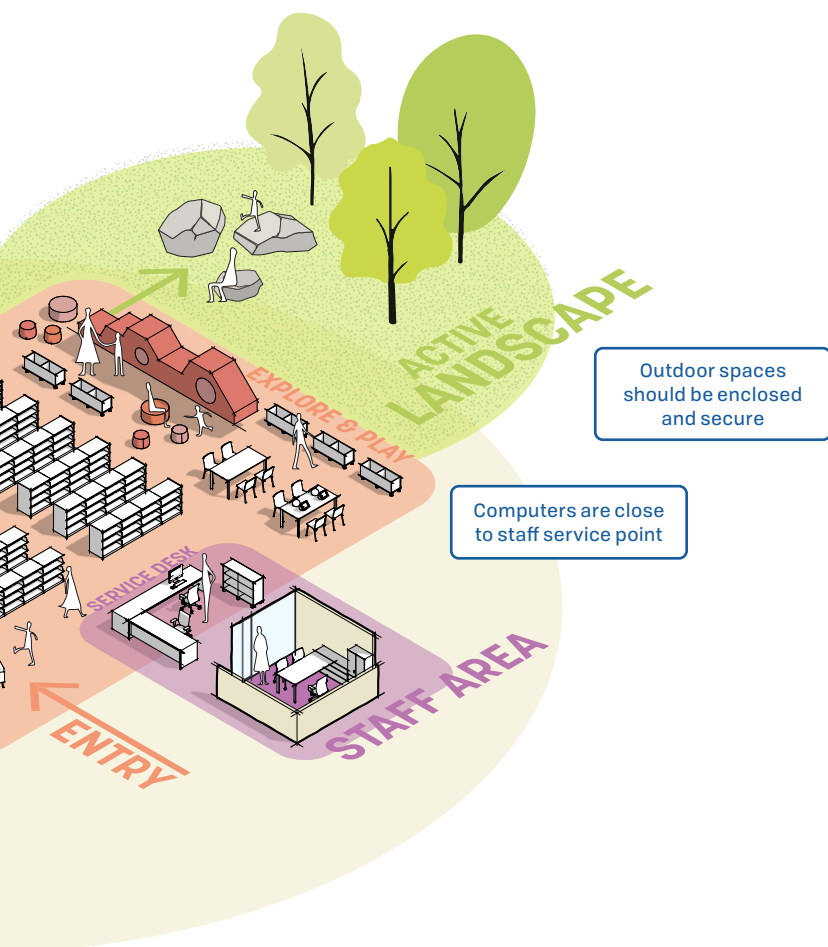 ACTIVE
LANDSCAPE
Outdoor spaces
should be enclosed
and secure
EXPLORE & PLAY
Computers are close
to staff service point
SERVICE DESK
STAFF AREA
ENTRY